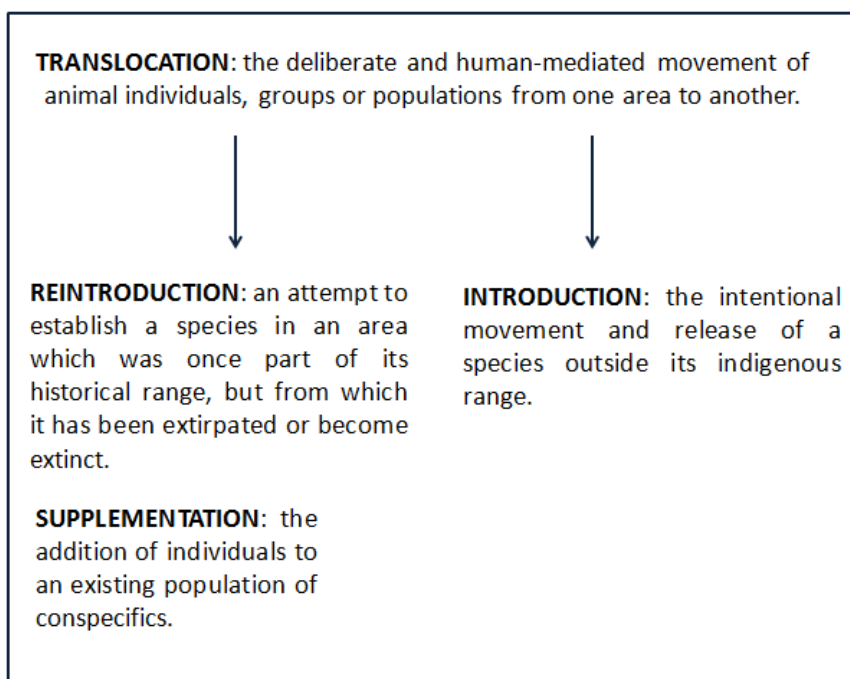 TRANSLOCATION: the deliberate and human-mediated movement of
animal individuals, groups or populations from one area to another.
REINTRODUCTION: an attempt to
establish a species in an area
which was once part of its
historical range, but from which
it has been extirpated or become
extinct.
SUPPLEMENTATION: the
addition of individuals to
an existing population of
conspecifics.
INTRODUCTION: the intentional
movement and release of a
species outside its indigenous
range.